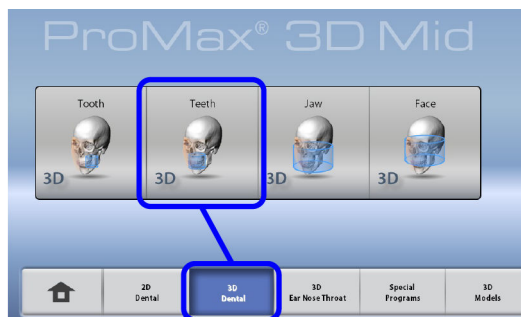 ProMax® 3D Mid
Tooth
Teeth
Jaw
Face
3D
3D
3D
3D
2D
Dental
3D
Dental
3D
Ear Nose Throat
Special
Programs
3D
Models